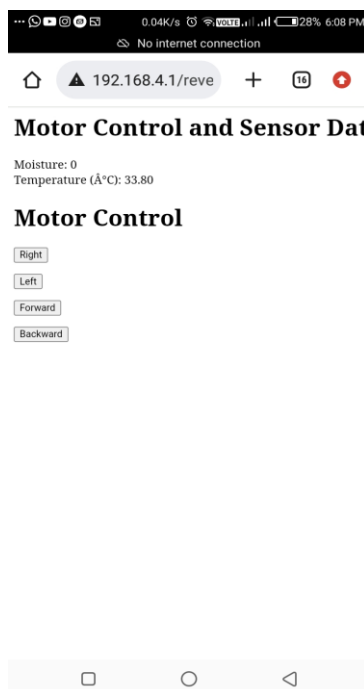 0.04K/s VOLTE 28% 6:08 PM
No internet connection
192.168.4.1/reve
16
Motor Control and Sensor Dat
Moisture: 0
Temperature (Â°C): 33.80
Motor Control
Right
Left
Forward
Backward